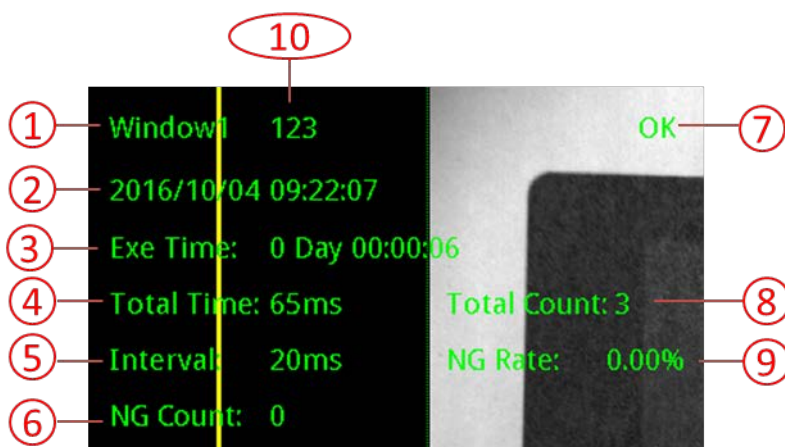 10
1 Window1 123 OK 7
2 2016/10/04 09:22:07
3 Exe Time: 0 Day 00:00:06
4 Total Time: 65ms Total Count: 3 8
5 Interval: 20ms NG Rate: 0.00% 9
6 NG Count: 0